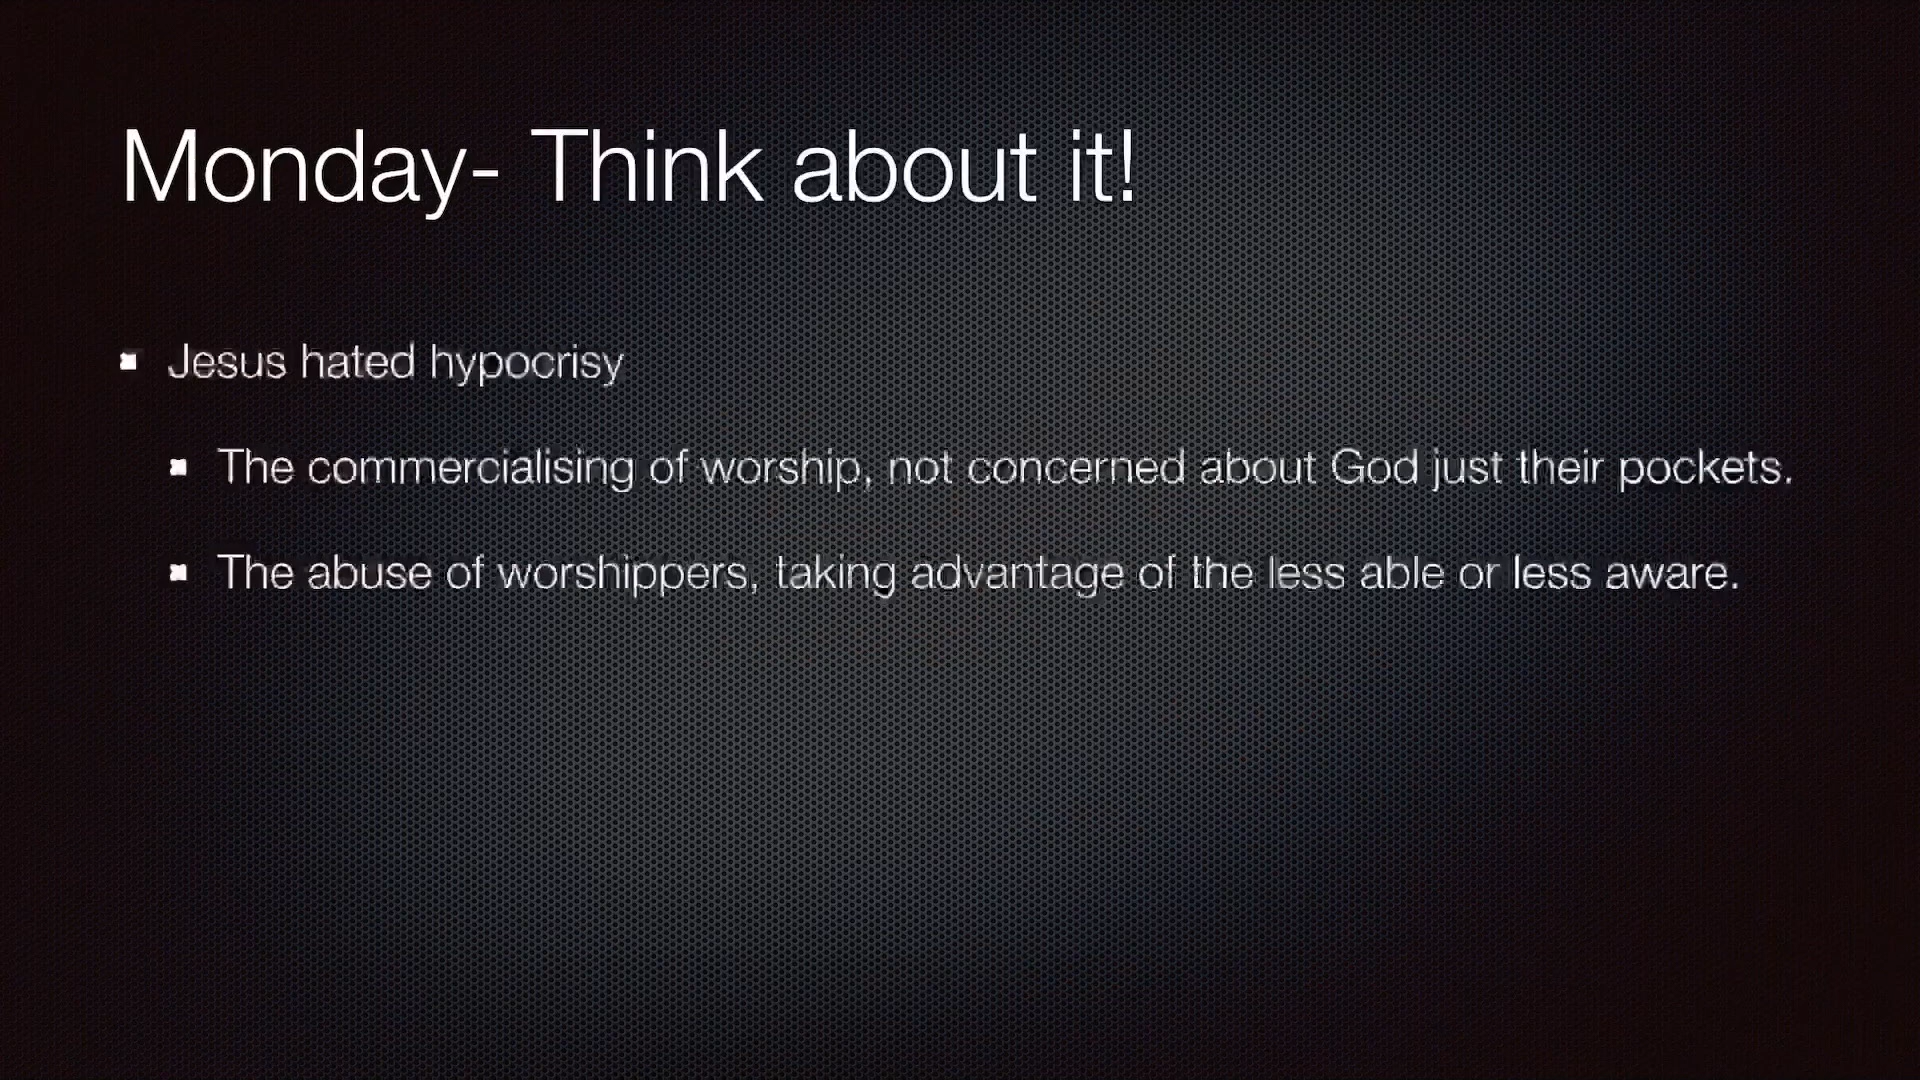 Monday- Think about it!
Jesus hated hypocrisy
The commercialising of worship, not concerned about God just their pockets.
The abuse of worshippers, taking advantage of the less able or less aware.